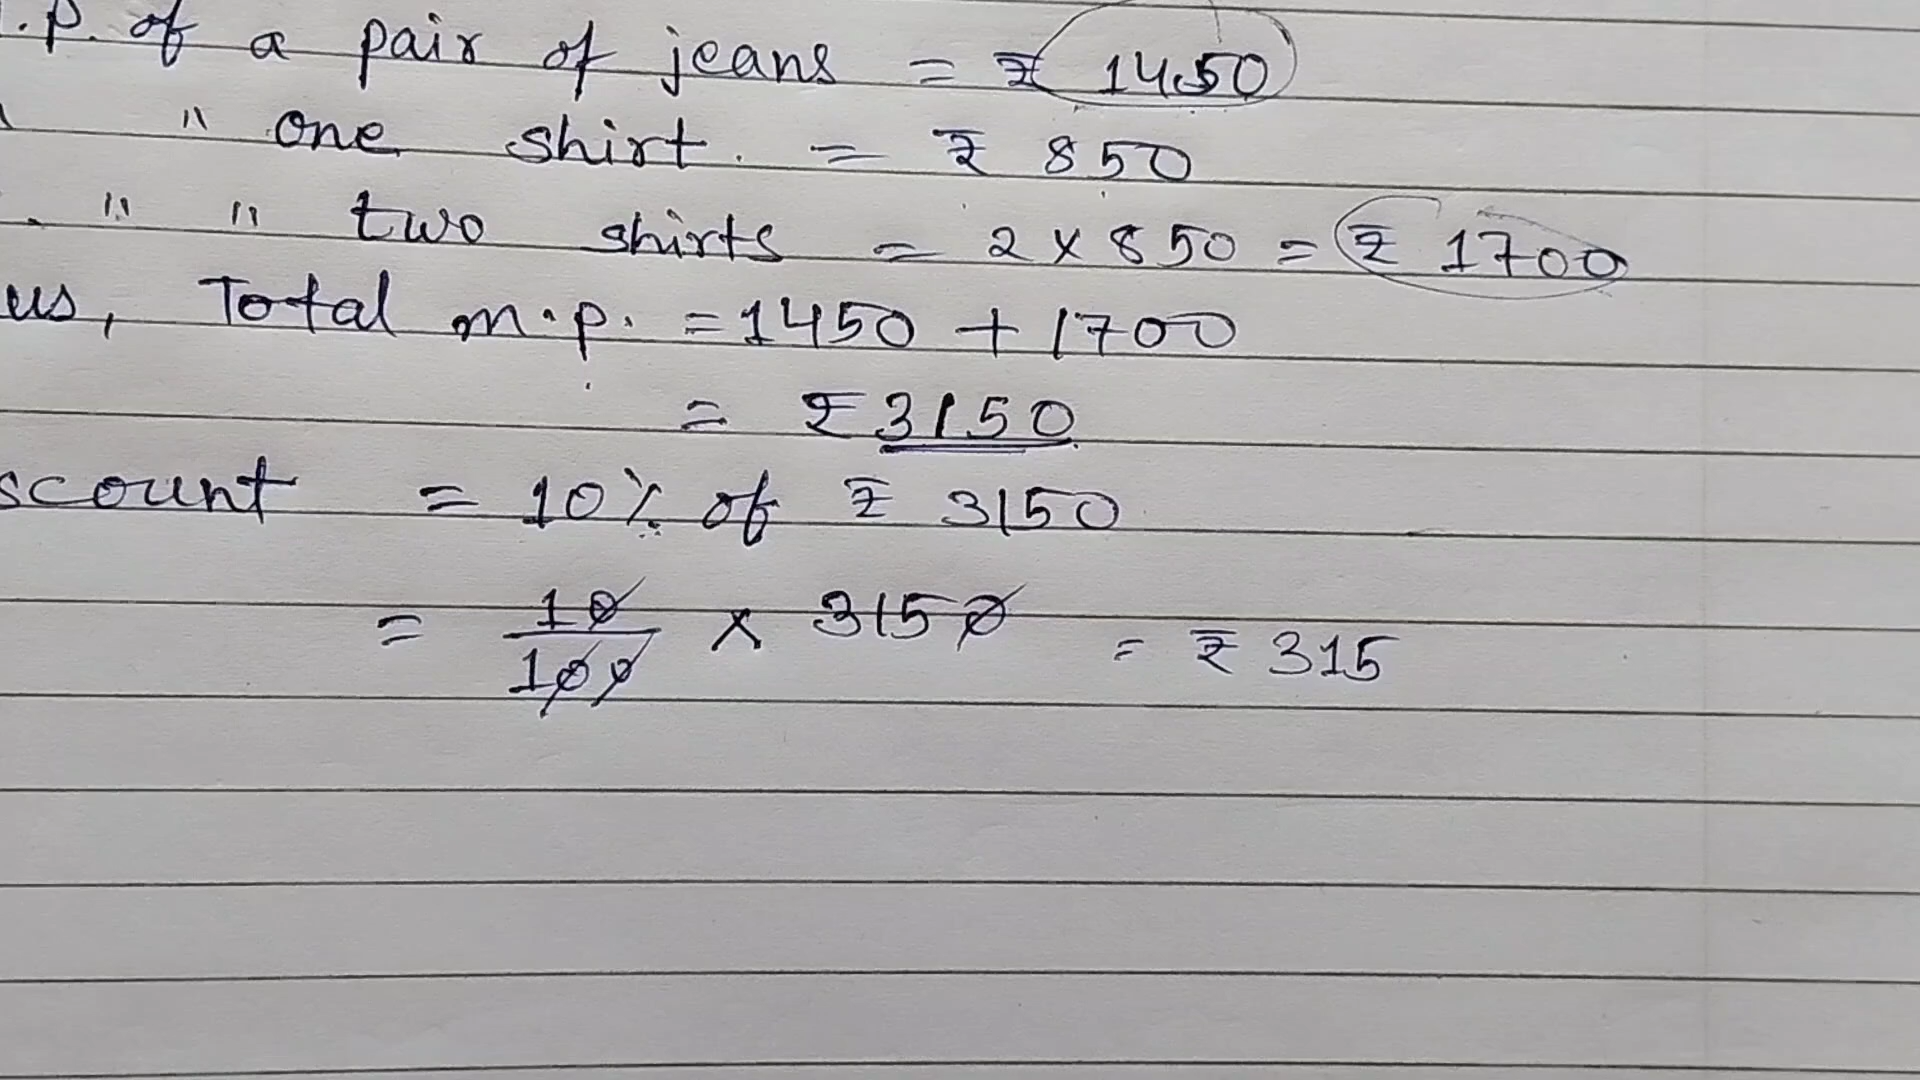 .P. of a pair of jeans = ₹ 1450
" one shirt. = ₹ 850
" " two shirts = 2 x 850 = ₹ 1700
us, Total m.p. = 1450 + 1700
= ₹ 3150
scount = 10% of ₹ 3150
= 10/100 x 3150 = ₹ 315